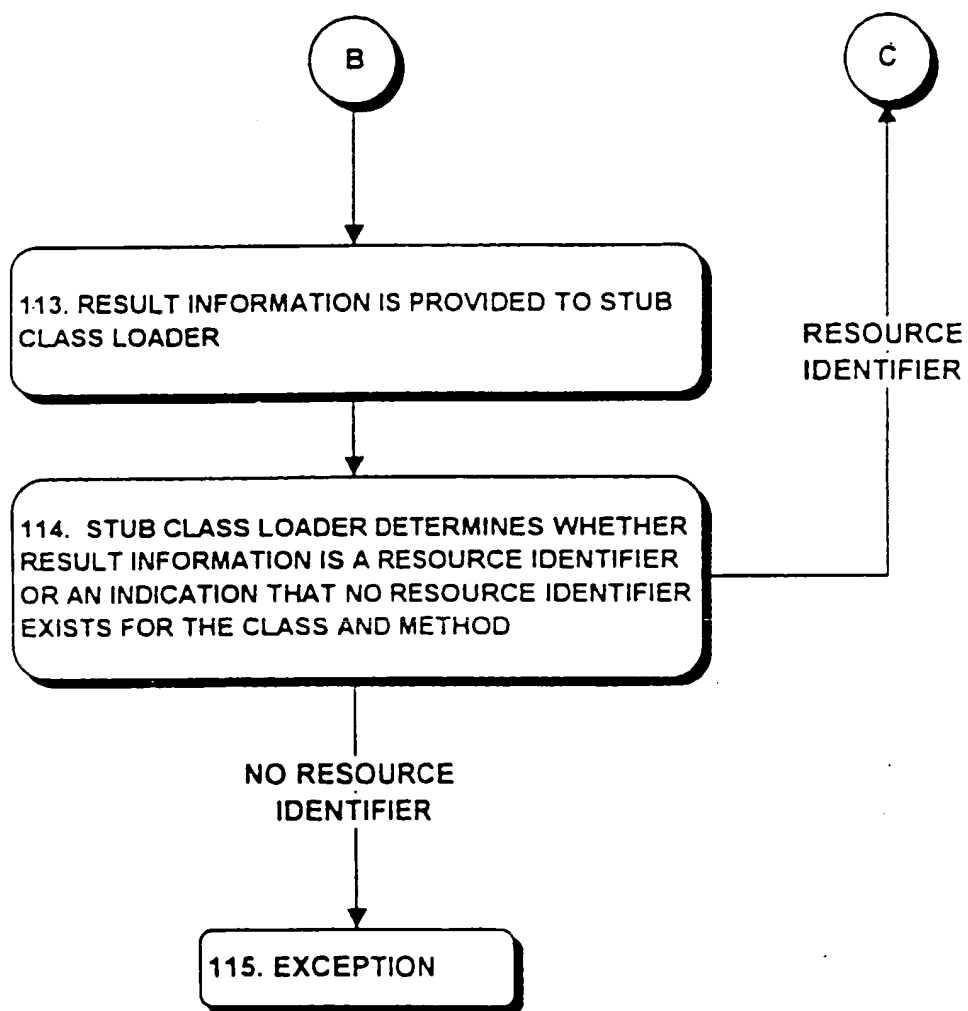 B
C
113. RESULT INFORMATION IS PROVIDED TO STUB
CLASS LOADER
RESOURCE
IDENTIFIER
114. STUB CLASS LOADER DETERMINES WHETHER
RESULT INFORMATION IS A RESOURCE IDENTIFIER
OR AN INDICATION THAT NO RESOURCE IDENTIFIER
EXISTS FOR THE CLASS AND METHOD
NO RESOURCE
IDENTIFIER
115. EXCEPTION